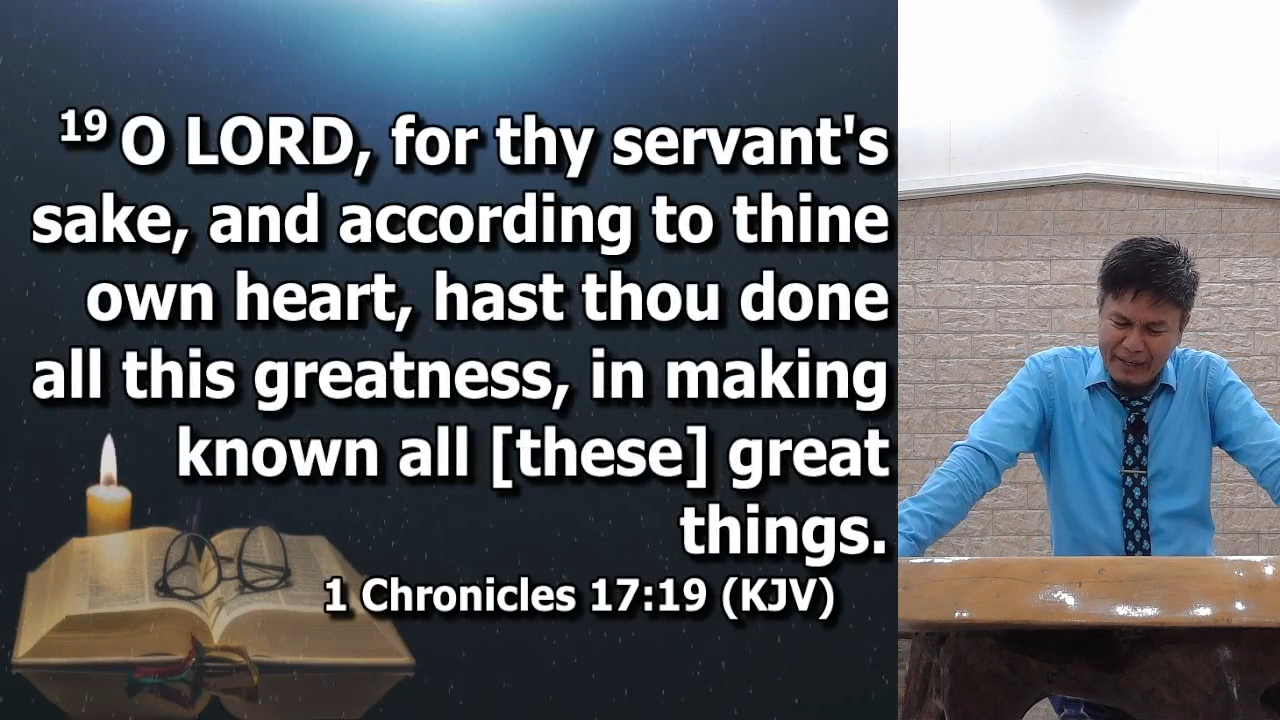 19 O LORD, for thy servant's
sake, and according to thine
own heart, hast thou done
all this greatness, in making
known all [these] great
things.
1 Chronicles 17:19 (KJV)